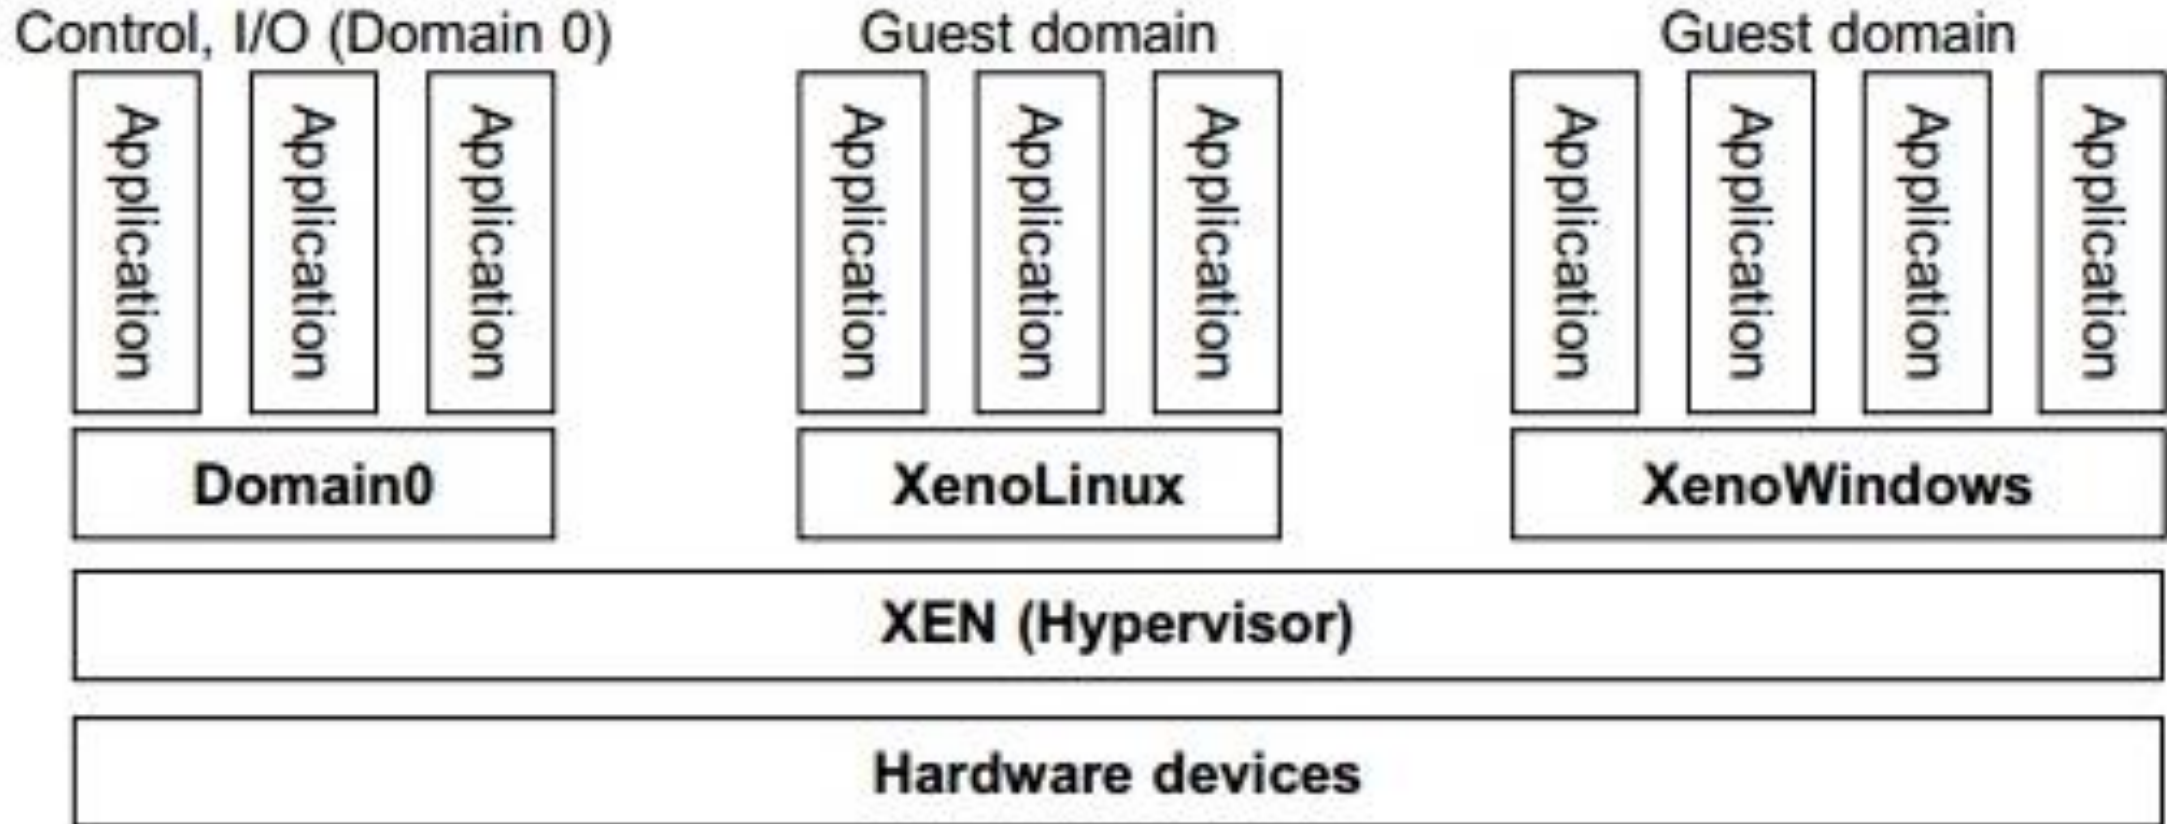 Control, I/O (Domain 0)
Guest domain
Guest domain
Application
Application
Application
Application
Application
Application
Application
Application
Application
Application
Domain0
XenoLinux
XenoWindows
XEN (Hypervisor)
Hardware devices